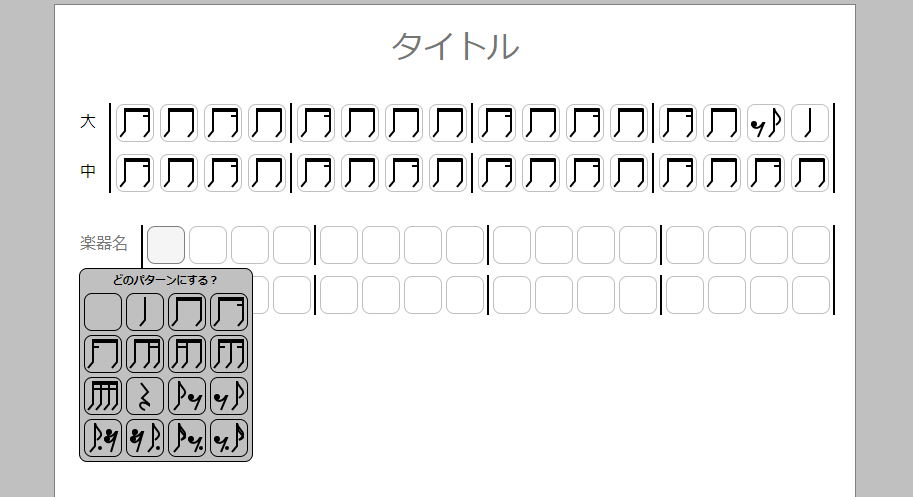 タイトル
大
中
楽器名
どのパターンにする？